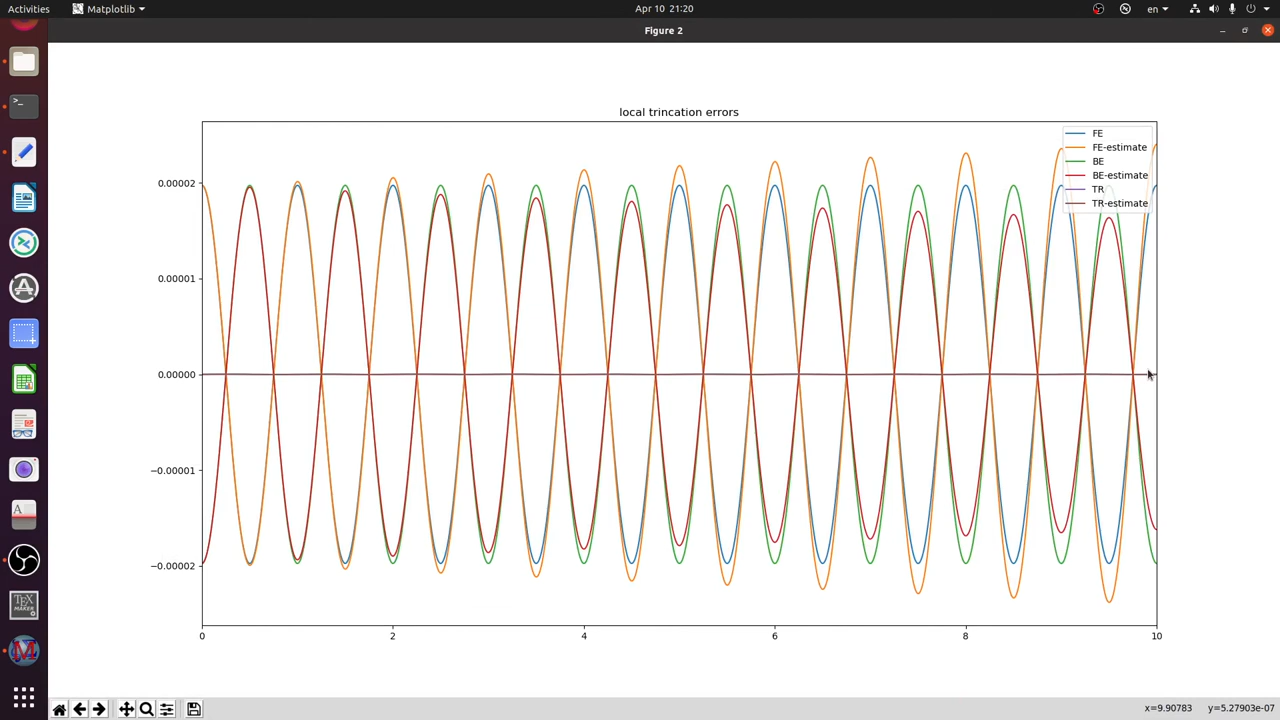 Activities Matplotlib Apr 10 21:20 en
Figure 2
local trincation errors
FE
FE-estimate
BE
BE-estimate
TR
TR-estimate
0.00002
0.00001
0.00000
−0.00001
−0.00002
0 2 4 6 8 10
x=9.90783 y=5.27903e-07